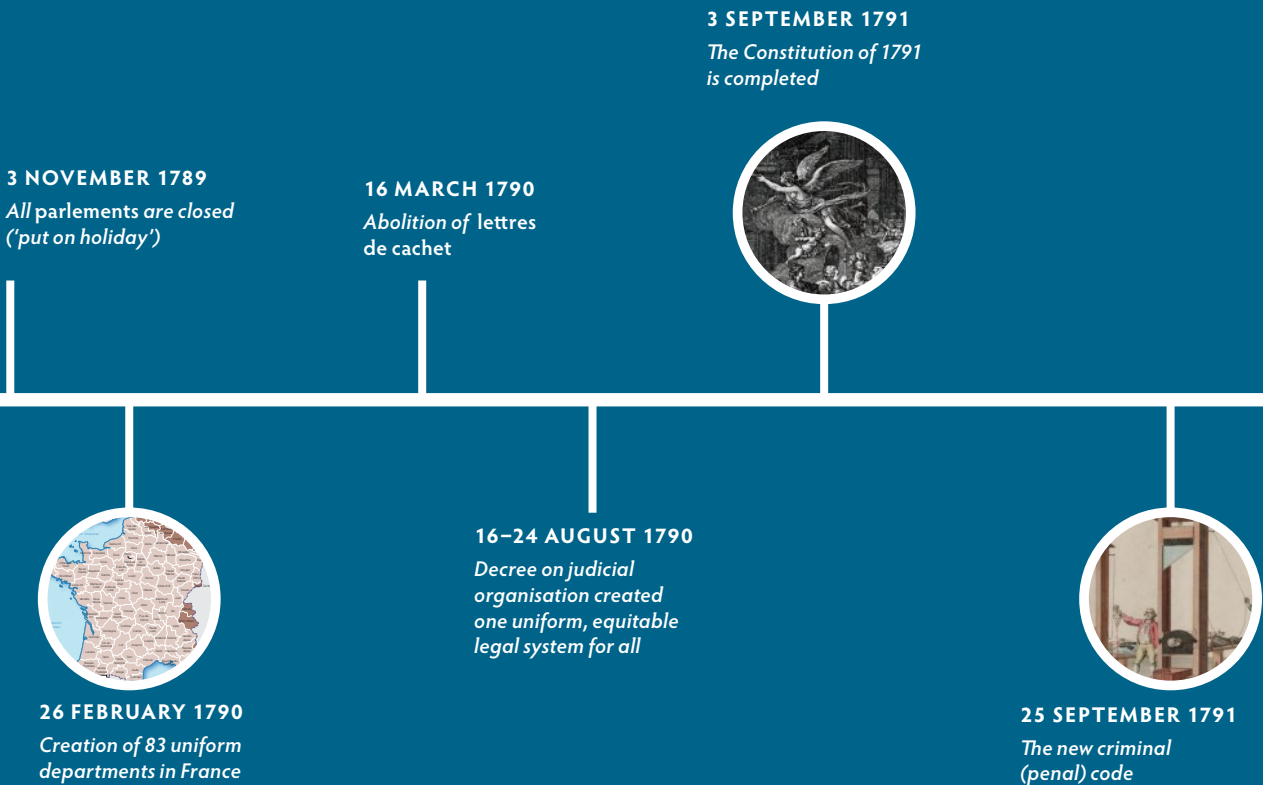 3 NOVEMBER 1789
All parlements are closed
('put on holiday')
26 FEBRUARY 1790
Creation of 83 uniform
departments in France
16 MARCH 1790
Abolition of lettres
de cachet
16–24 AUGUST 1790
Decree on judicial
organisation created
one uniform, equitable
legal system for all
3 SEPTEMBER 1791
The Constitution of 1791
is completed
25 SEPTEMBER 1791
The new criminal
(penal) code